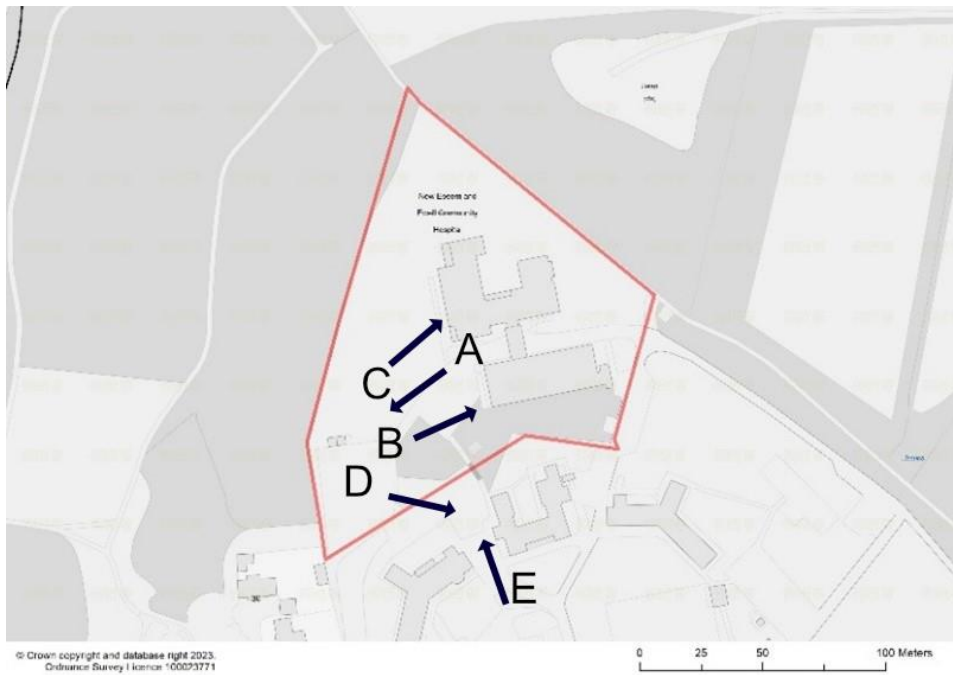 New Epsom and
Ewell Community
Hospital
A
C
B
D
E
© Crown copyright and database right 2023.
Ordnance Survey Licence 100023771
0 25 50 100 Meters